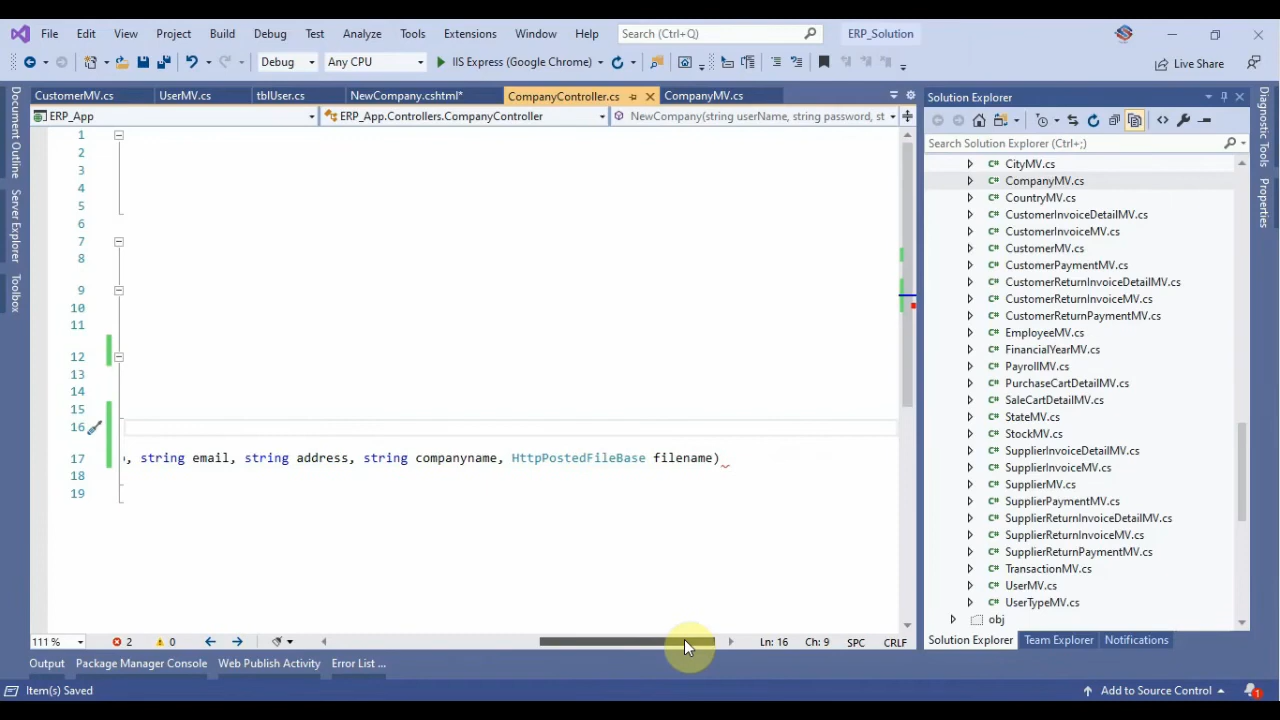 File Edit View Project Build Debug Test Analyze Tools Extensions Window Help Search (Ctrl+Q) ERP_Solution
Debug Any CPU IIS Express (Google Chrome) Live Share
CustomerMV.cs UserMV.cs tblUser.cs NewCompany.cshtml* CompanyController.cs CompanyMV.cs
ERP_App ERP_App.Controllers.CompanyController NewCompany(string userName, string password, st
Document Outline
Server Explorer
Toolbox
1
2
3
4
5
6
7
8
9
10
11
12
13
14
15
16
17 , string email, string address, string companyname, HttpPostedFileBase filename)
18
19
111 % 2 0 Ln: 16 Ch: 9 SPC CRLF
Solution Explorer
Search Solution Explorer (Ctrl+;)
CityMV.cs
CompanyMV.cs
CountryMV.cs
CustomerInvoiceDetailMV.cs
CustomerInvoiceMV.cs
CustomerMV.cs
CustomerPaymentMV.cs
CustomerReturnInvoiceDetailMV.cs
CustomerReturnInvoiceMV.cs
CustomerReturnPaymentMV.cs
EmployeeMV.cs
FinancialYearMV.cs
PayrollMV.cs
PurchaseCartDetailMV.cs
SaleCartDetailMV.cs
StateMV.cs
StockMV.cs
SupplierInvoiceDetailMV.cs
SupplierInvoiceMV.cs
SupplierMV.cs
SupplierPaymentMV.cs
SupplierReturnInvoiceDetailMV.cs
SupplierReturnInvoiceMV.cs
SupplierReturnPaymentMV.cs
TransactionMV.cs
UserMV.cs
UserTypeMV.cs
obj
Solution Explorer Team Explorer Notifications
Diagnostic Tools
Properties
Output Package Manager Console Web Publish Activity Error List ...
Item(s) Saved Add to Source Control 1